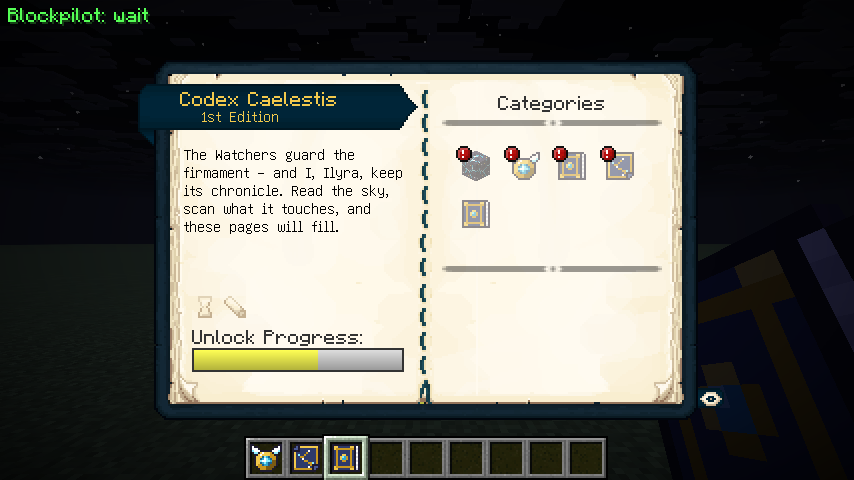 Blockpilot: wait
Codex Caelestis
1st Edition
The Watchers guard the
firmament – and I, Ilyra, keep
its chronicle. Read the sky,
scan what it touches, and
these pages will fill.
Unlock Progress:
Categories